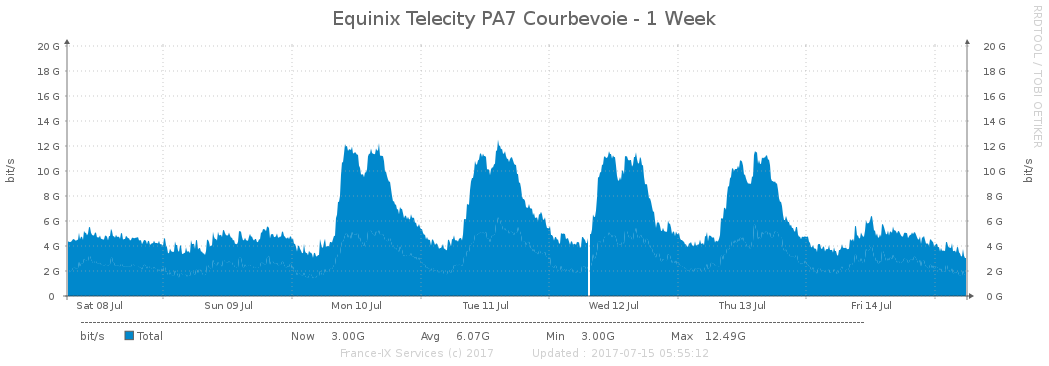 Equinix Telecity PA7 Courbevoie - 1 Week
RRDTOOL / TOBI OETIKER
20 G 20 G
18 G 18 G
16 G 16 G
14 G 14 G
12 G 12 G
10 G 10 G
8 G 8 G
6 G 6 G
4 G 4 G
2 G 2 G
0 0 G
bit/s bit/s
Sat 08 Jul Sun 09 Jul Mon 10 Jul Tue 11 Jul Wed 12 Jul Thu 13 Jul Fri 14 Jul
bit/s Total Now 3.00G Avg 6.07G Min 3.00G Max 12.49G
France-IX Services (c) 2017 Updated : 2017-07-15 05:55:12